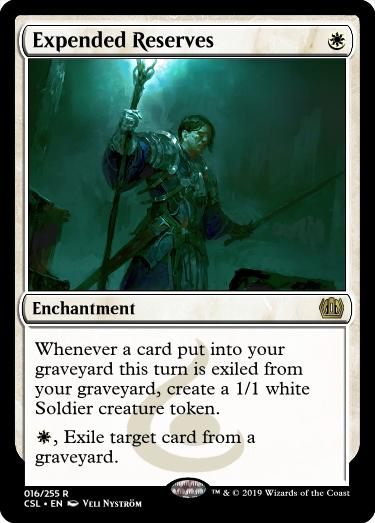 Expended Reserves
Enchantment
Whenever a card put into your
graveyard this turn is exiled from
your graveyard, create a 1/1 white
Soldier creature token.
, Exile target card from a
graveyard.
016/255 R
CSL • EN VELI NYSTRÖM
™ & © 2019 Wizards of the Coast